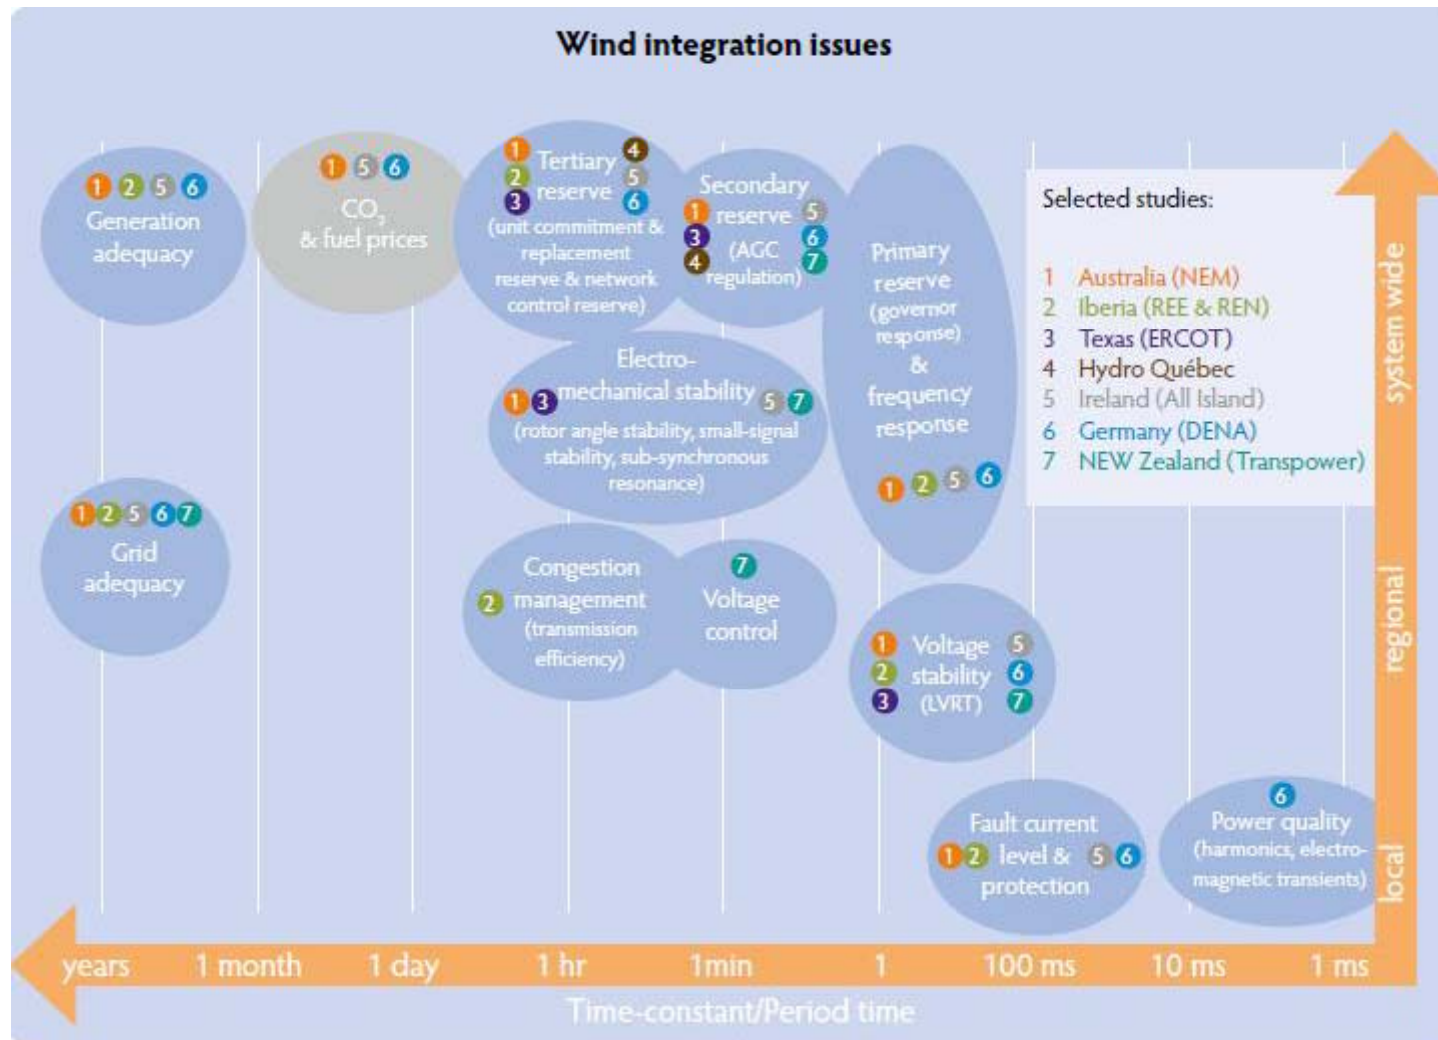 Wind integration issues
1 2 5 6
Generation
adequacy
1 5 6
CO2
& fuel prices
1 4
Tertiary
2 5
reserve
3 6
(unit commitment &
replacement
reserve & network
control reserve)
Secondary
1 reserve 5
3 6
(AGC
4 7
regulation)
Primary
reserve
(governor
response)
&
frequency
response
1 2 5 6
Selected studies:
1 Australia (NEM)
2 Iberia (REE & REN)
3 Texas (ERCOT)
4 Hydro Québec
5 Ireland (All Island)
6 Germany (DENA)
7 NEW Zealand (Transpower)
Electro-
1 3 mechanical stability 5 7
(rotor angle stability, small-signal
stability, sub-synchronous
resonance)
1 2 5 6 7
Grid
adequacy
Congestion
2 management
(transmission
efficiency)
7
Voltage
control
1 Voltage 5
2 stability 6
3 (LVRT) 7
Fault current
1 2 level & 5 6
protection
6
Power quality
(harmonics, electro-
magnetic transients)
system wide
regional
local
years 1 month 1 day 1 hr 1min 1 100 ms 10 ms 1 ms
Time-constant/Period time